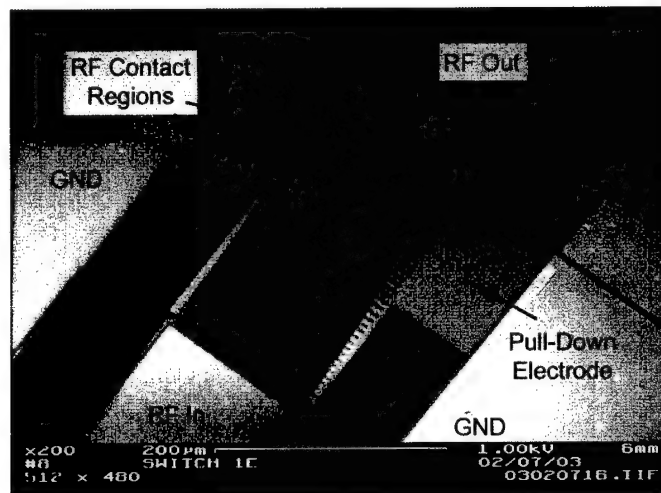 RF Contact
Regions
RF Out
GND
Pull-Down
Electrode
RF In
GND
x200 200µm 1.00kV 6mm
#8 SWITCH 1C 02/07/03
512 x 480 03020716.TIF